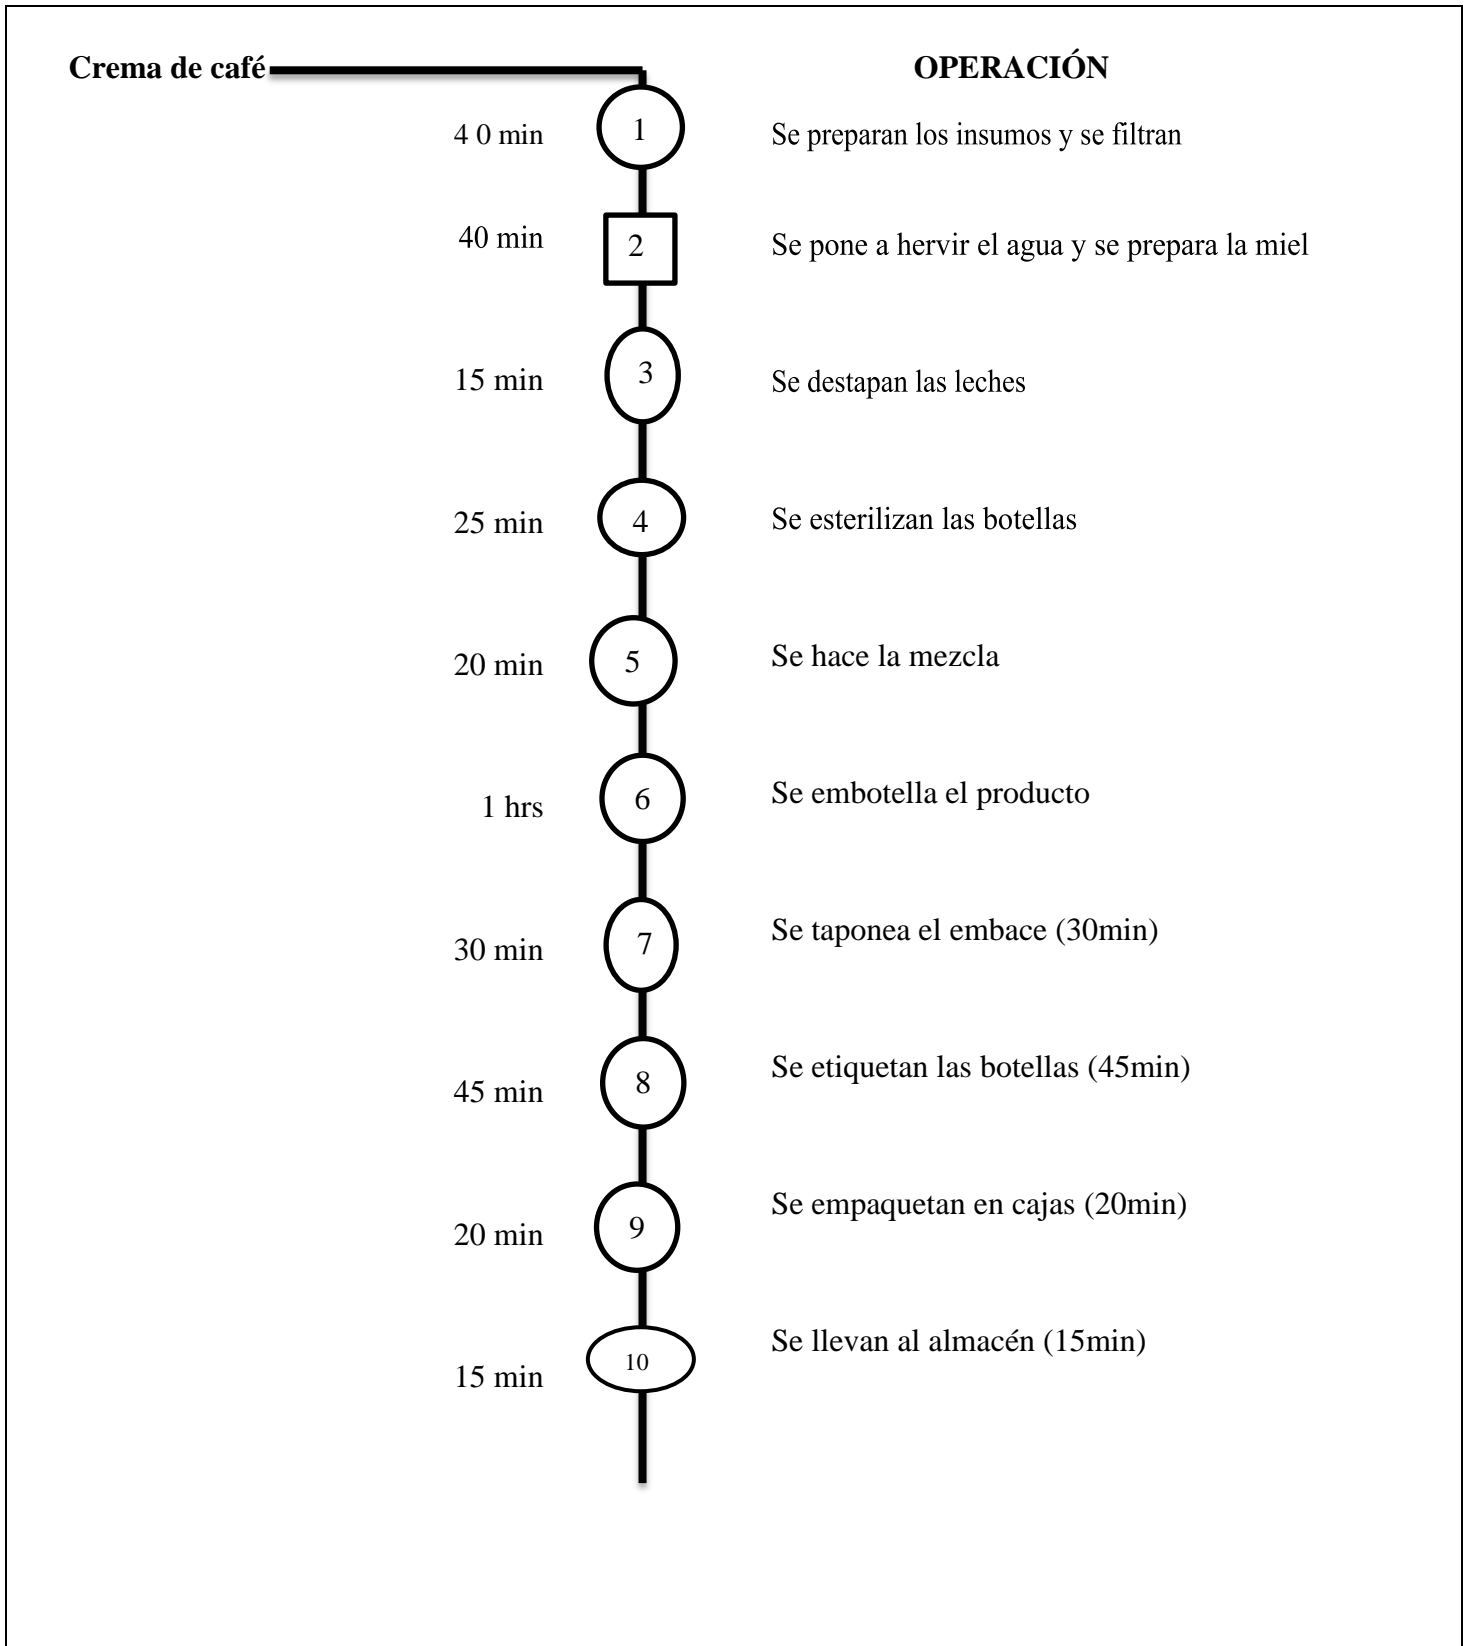 Crema de café OPERACIÓN
4 0 min 1 Se preparan los insumos y se filtran
40 min 2 Se pone a hervir el agua y se prepara la miel
15 min 3 Se destapan las leches
25 min 4 Se esterilizan las botellas
20 min 5 Se hace la mezcla
1 hrs 6 Se embotella el producto
30 min 7 Se taponea el embace (30min)
45 min 8 Se etiquetan las botellas (45min)
20 min 9 Se empaquetan en cajas (20min)
15 min 10 Se llevan al almacén (15min)